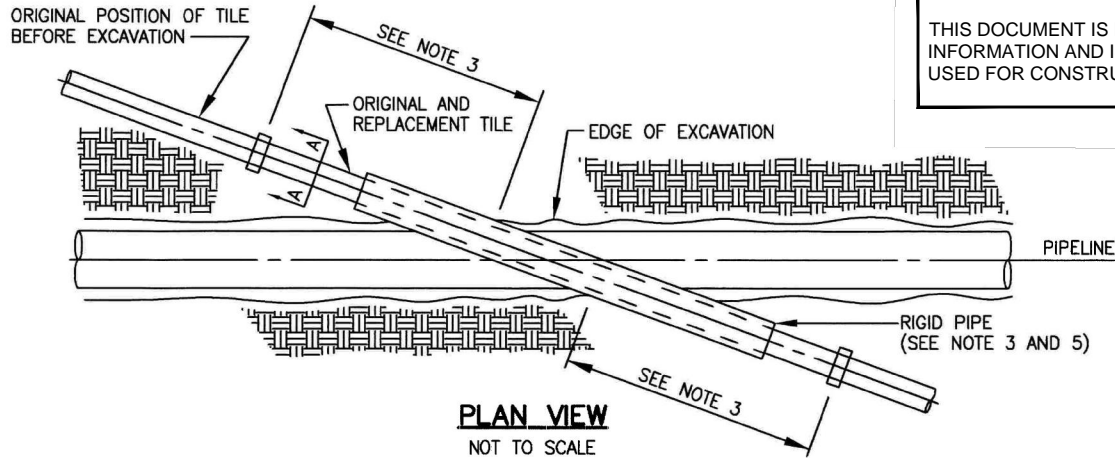 ORIGINAL POSITION OF TILE
BEFORE EXCAVATION
SEE NOTE 3
THIS DOCUMENT IS
INFORMATION AND I
USED FOR CONSTRU
ORIGINAL AND
REPLACEMENT TILE
EDGE OF EXCAVATION
A
A
PIPELINE
RIGID PIPE
(SEE NOTE 3 AND 5)
SEE NOTE 3
PLAN VIEW
NOT TO SCALE